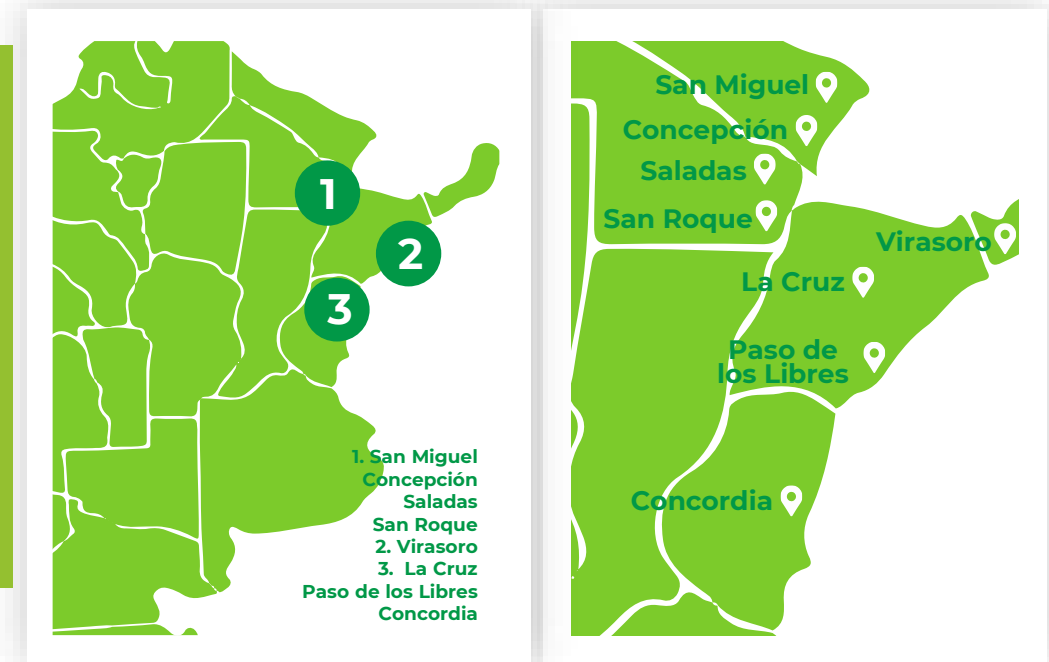 1
2
3
1. San Miguel
Concepción
Saladas
San Roque
2. Virasoro
3. La Cruz
Paso de los Libres
Concordia
San Miguel
Concepción
Saladas
San Roque
Virasoro
La Cruz
Paso de
los Libres
Concordia